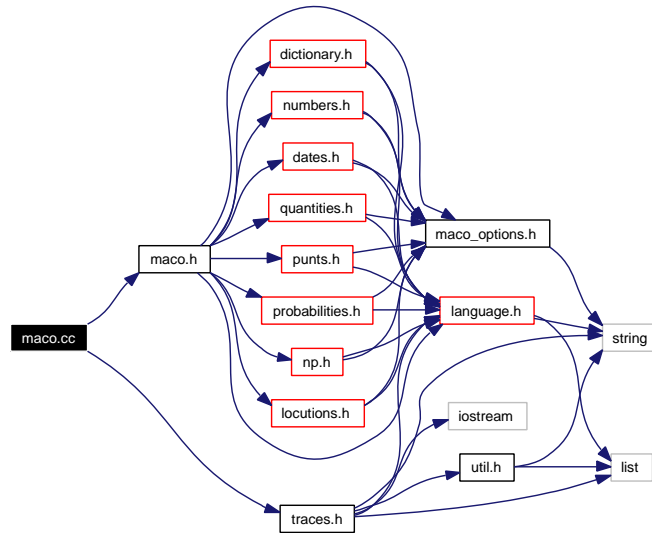 dictionary.h
numbers.h
dates.h
quantities.h
maco_options.h
maco.h
punts.h
probabilities.h
language.h
maco.cc
string
np.h
locutions.h
iostream
util.h
list
traces.h